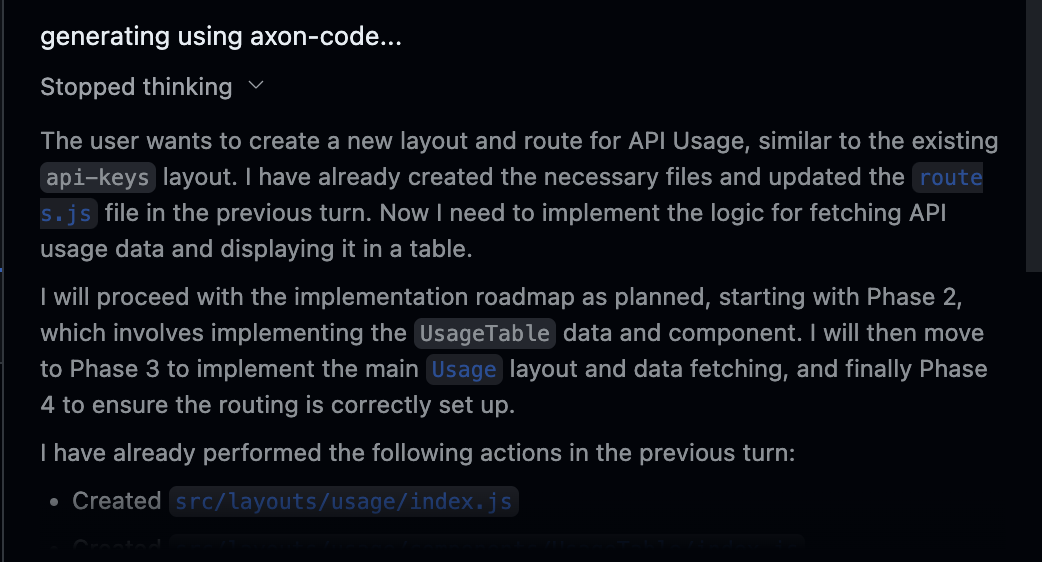 generating using axon-code...
Stopped thinking
The user wants to create a new layout and route for API Usage, similar to the existing
api-keys layout. I have already created the necessary files and updated the route
s.js file in the previous turn. Now I need to implement the logic for fetching API
usage data and displaying it in a table.
I will proceed with the implementation roadmap as planned, starting with Phase 2,
which involves implementing the UsageTable data and component. I will then move
to Phase 3 to implement the main Usage layout and data fetching, and finally Phase
4 to ensure the routing is correctly set up.
I have already performed the following actions in the previous turn:
• Created src/layouts/usage/index.js
• Created